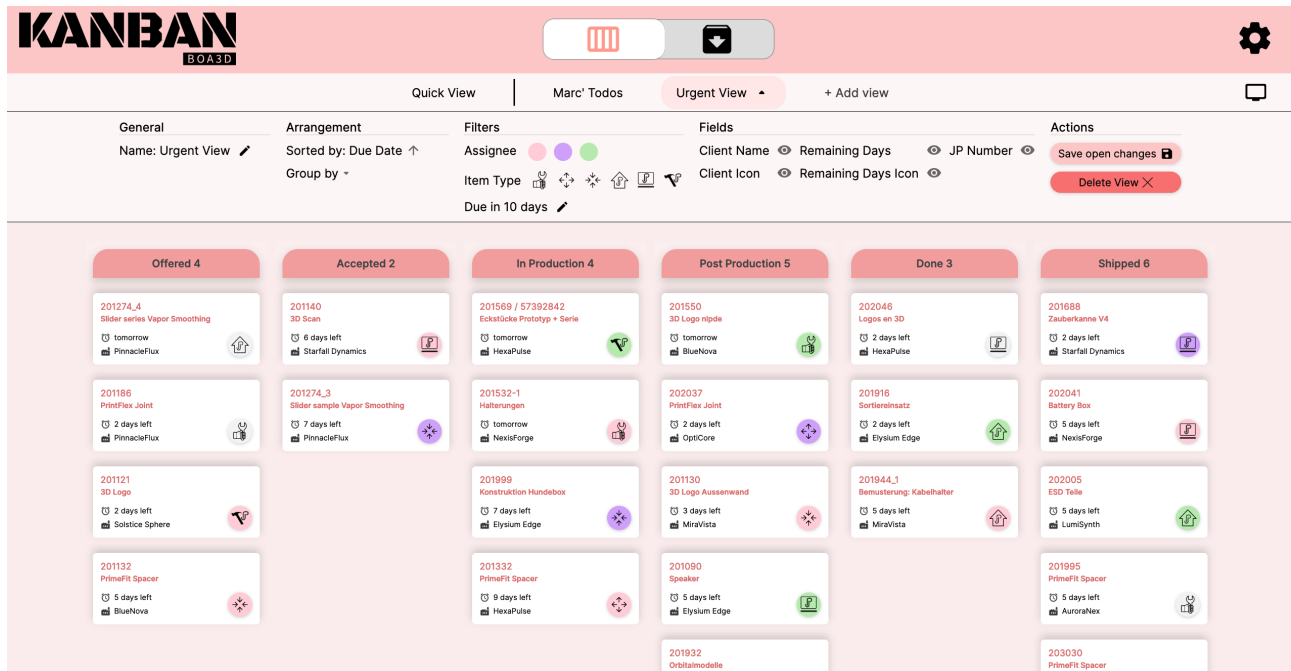 KANBAN
BOA3D
Quick View
Marc' Todos
Urgent View
+ Add view
General
Name: Urgent View
Arrangement
Sorted by: Due Date
Group by
Filters
Assignee
Item Type
Due in 10 days
Fields
Client Name Remaining Days JP Number
Client Icon Remaining Days Icon
Actions
Save open changes
Delete View
Offered 4
201274_4
Slider series Vapor Smoothing
tomorrow
PinnacleFlux
201186
PrintFlex Joint
2 days left
PinnacleFlux
201121
3D Logo
2 days left
Solstice Sphere
201132
PrimeFit Spacer
5 days left
BlueNova
Accepted 2
201140
3D Scan
6 days left
Starfall Dynamics
201274_3
Slider sample Vapor Smoothing
7 days left
PinnacleFlux
In Production 4
201569 / 57392842
Eckstücke Prototyp + Serie
tomorrow
HexaPulse
201532-1
Halterungen
tomorrow
NexisForge
201999
Konstruktion Hundebox
7 days left
Elysium Edge
201332
PrimeFit Spacer
9 days left
HexaPulse
Post Production 5
201550
3D Logo nlpde
tomorrow
BlueNova
202037
PrintFlex Joint
2 days left
OptiCore
201130
3D Logo Aussenwand
3 days left
MiraVista
201090
Speaker
5 days left
Elysium Edge
201932
Orbitalmodelle
Done 3
202046
Logos en 3D
2 days left
HexaPulse
201916
Sortiereinsatz
2 days left
Elysium Edge
201944_1
Bemusterung: Kabelhalter
5 days left
MiraVista
Shipped 6
201688
Zauberkanne V4
2 days left
Starfall Dynamics
202041
Battery Box
5 days left
NexisForge
202005
ESD Teile
5 days left
LumiSynth
201995
PrimeFit Spacer
5 days left
AuroraNex
203030
PrimeFit Spacer